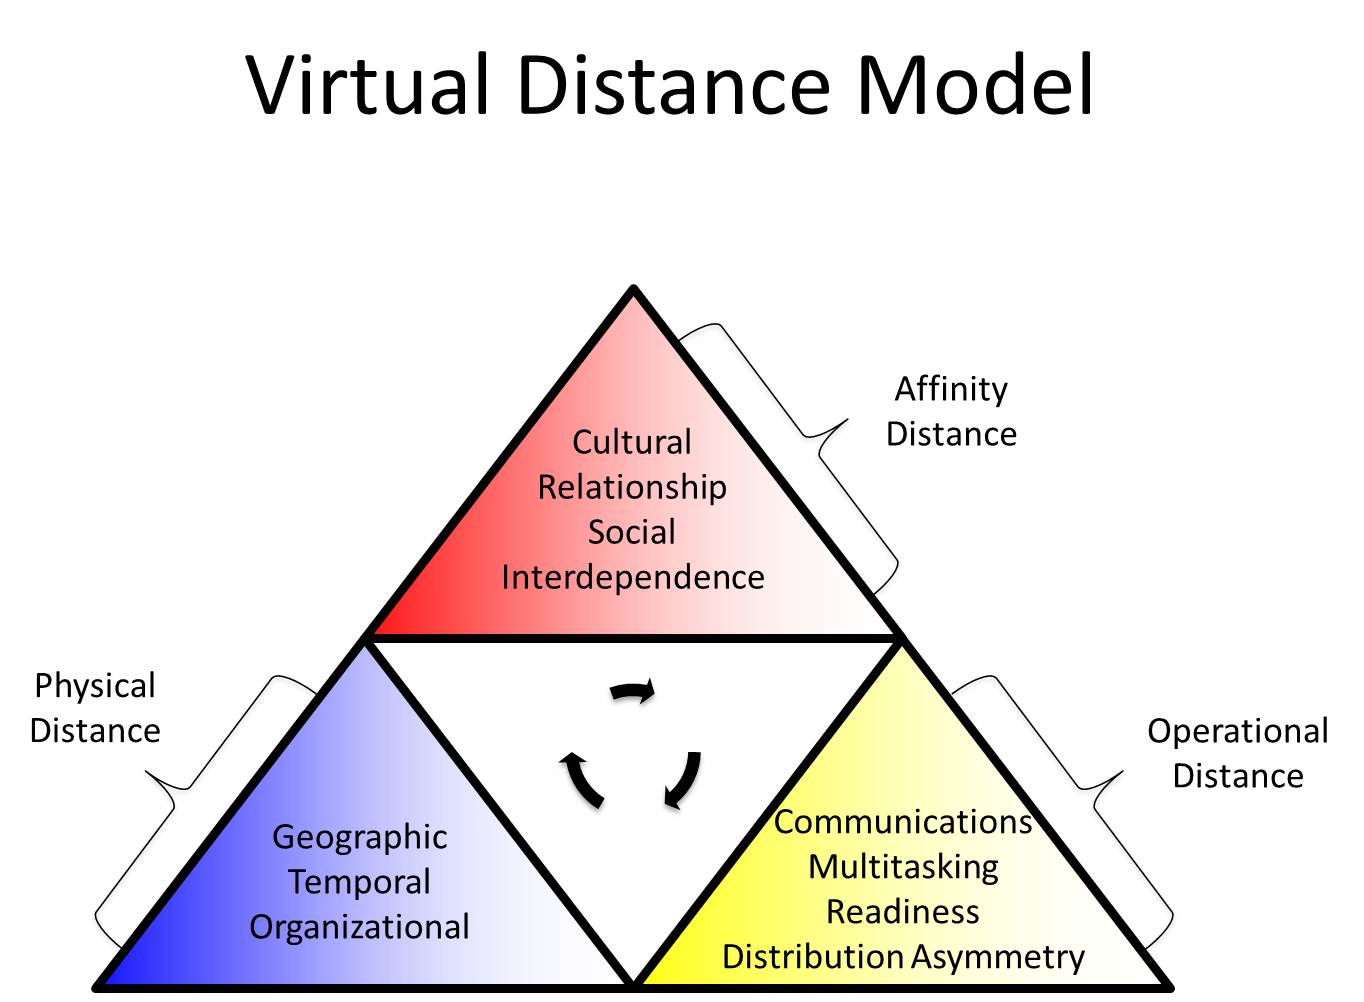 Virtual Distance Model
Affinity
Distance
Cultural
Relationship
Social
Interdependence
Physical
Distance
Operational
Distance
Geographic
Temporal
Organizational
Communications
Multitasking
Readiness
Distribution Asymmetry